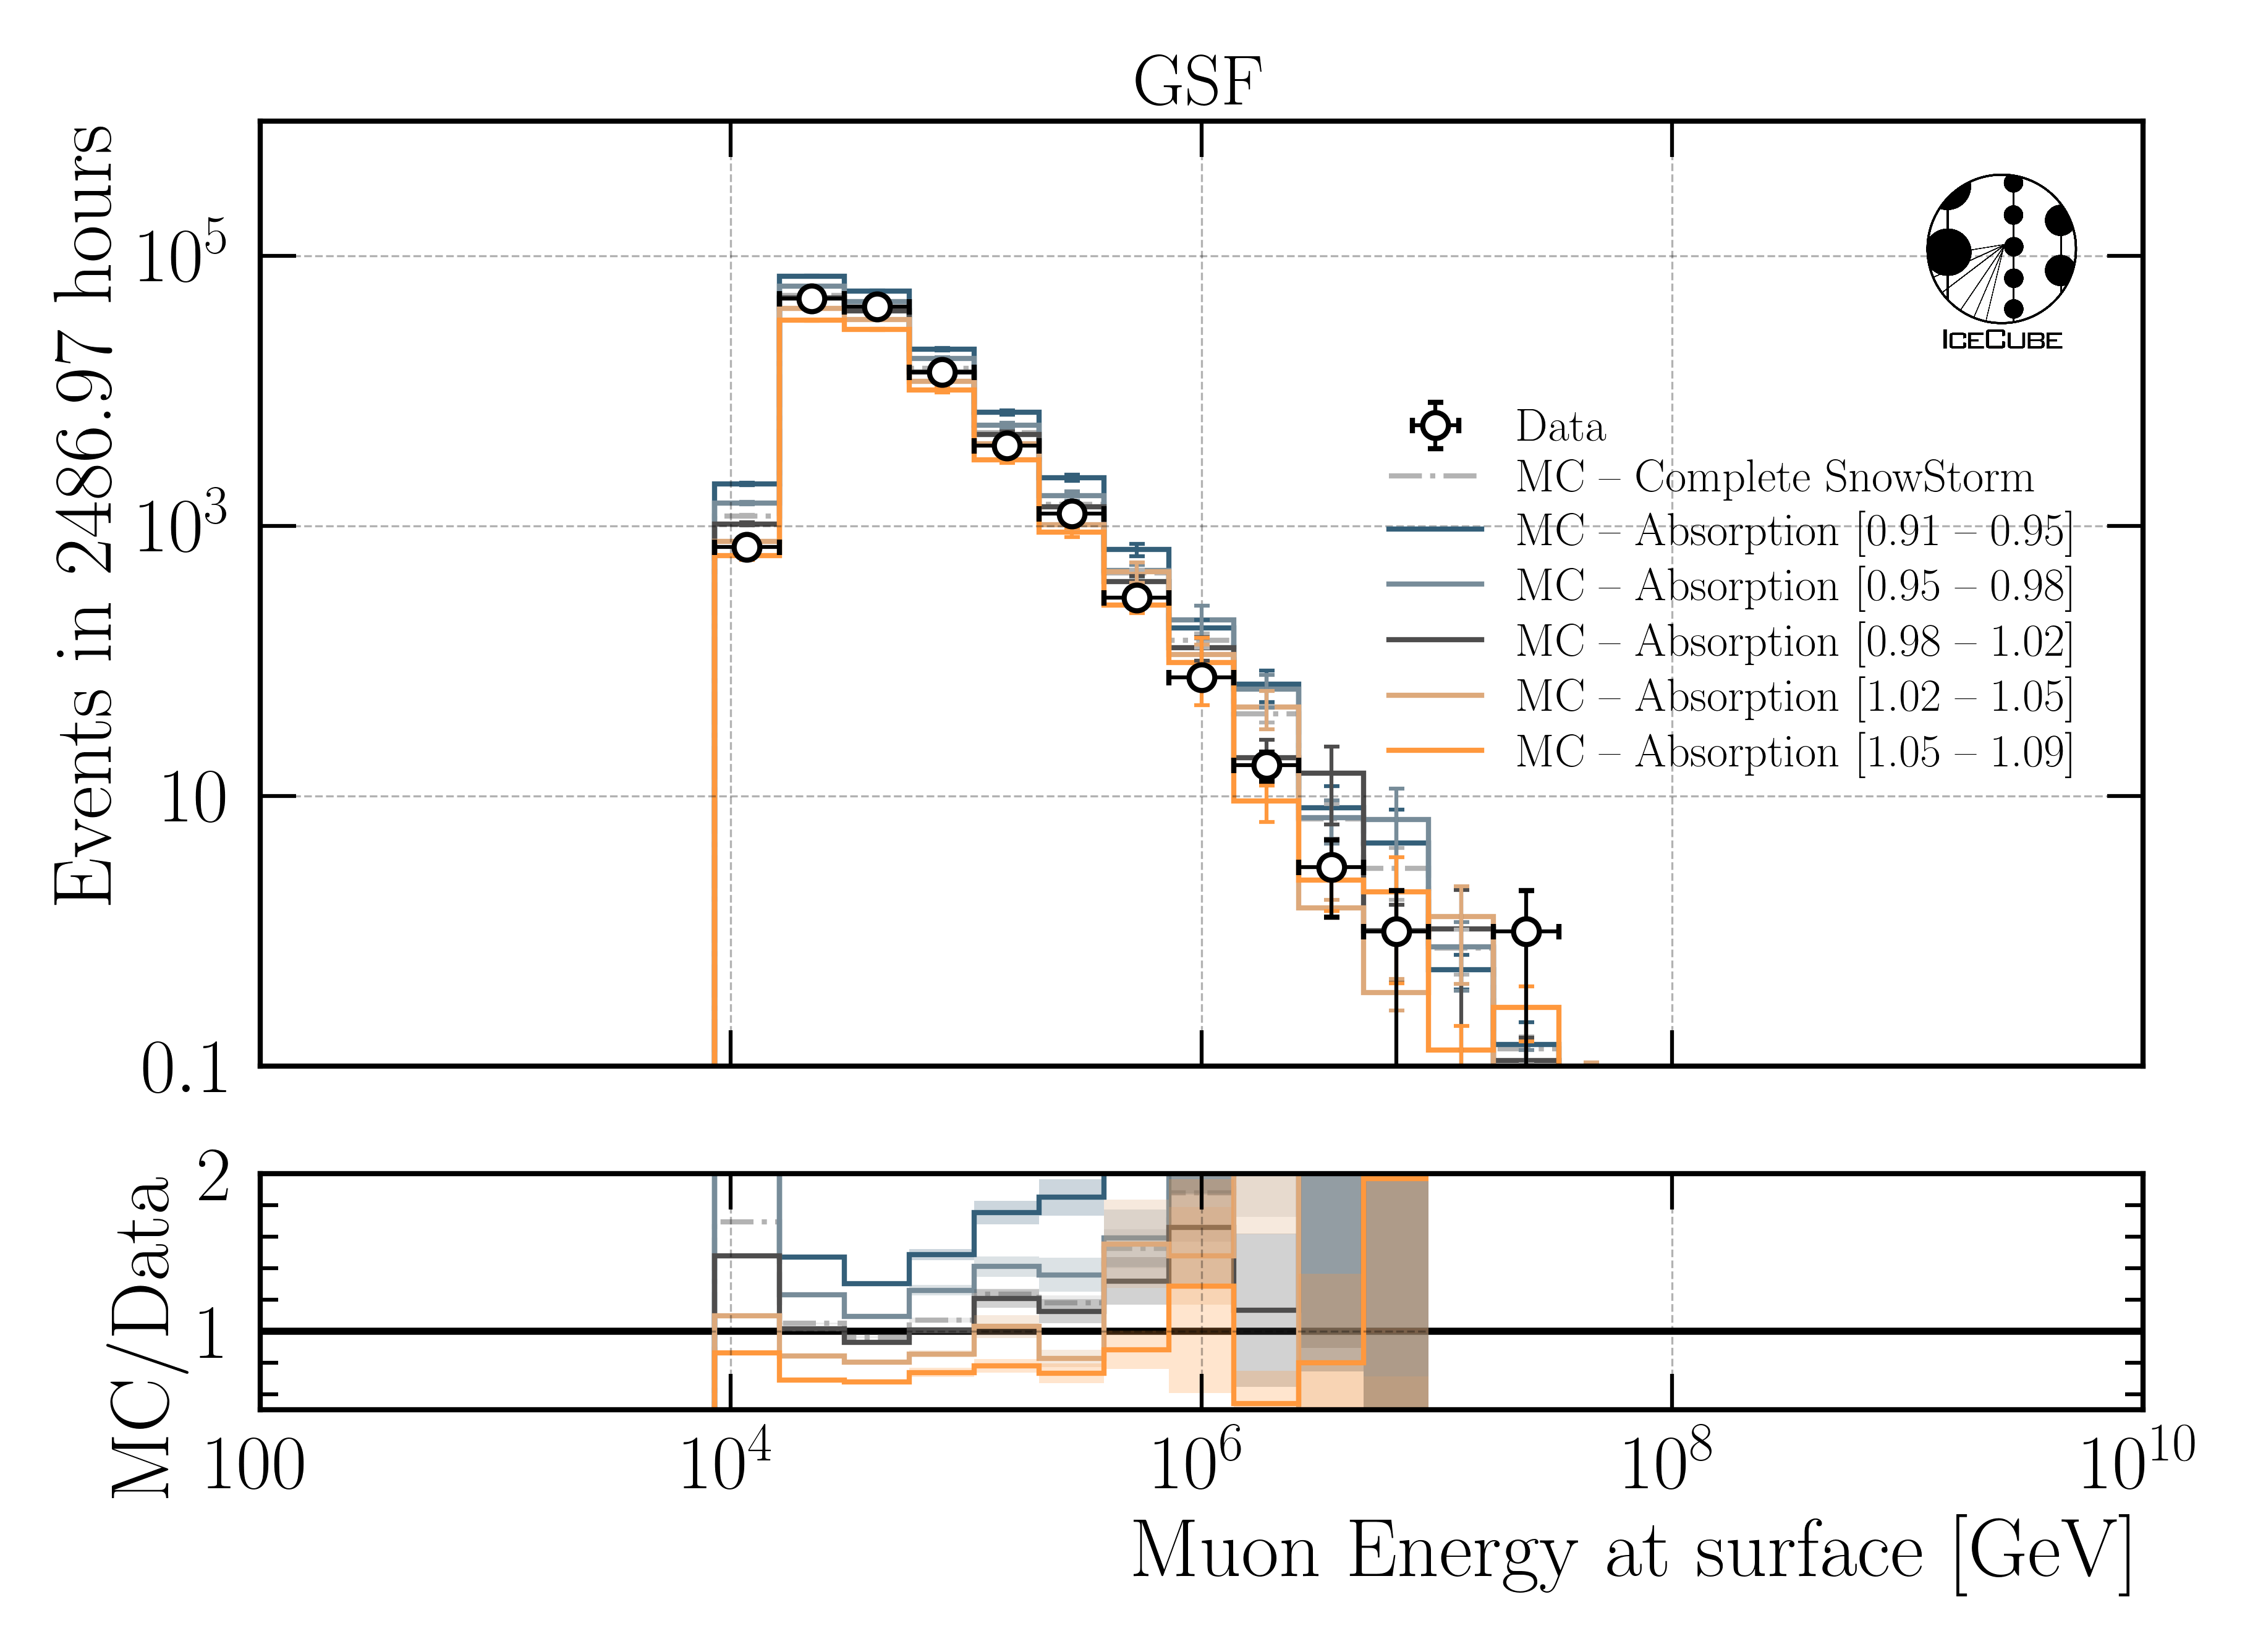 GSF
Events in 2486.97 hours
10^5
10^3
10
0.1
ICECUBE
Data
MC – Complete SnowStorm
MC – Absorption [0.91 – 0.95]
MC – Absorption [0.95 – 0.98]
MC – Absorption [0.98 – 1.02]
MC – Absorption [1.02 – 1.05]
MC – Absorption [1.05 – 1.09]
MC/Data
2
1
100
10^4
10^6
10^8
10^10
Muon Energy at surface [GeV]